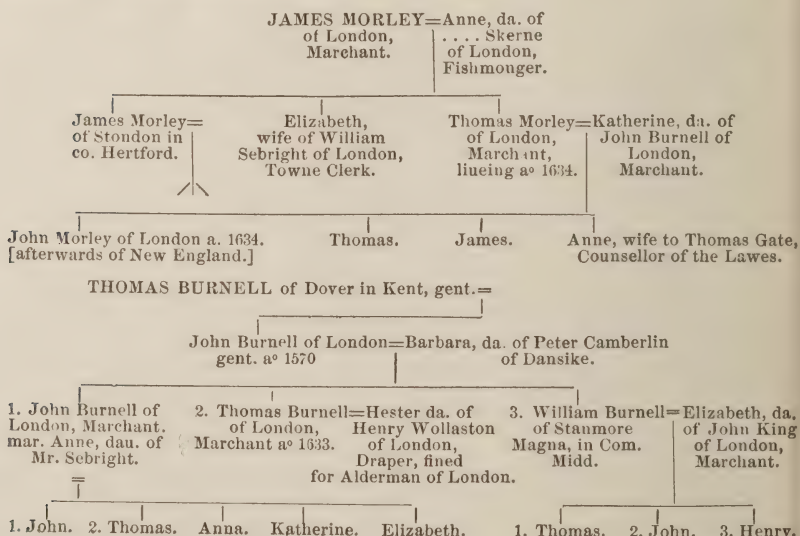 JAMES MORLEY=Anne, da. of
of London, .... Skerne
Marchant. of London,
Fishmonger.
James Morley=
of Stondon in
co. Hertford.
Elizabeth,
wife of William
Sebright of London,
Towne Clerk.
Thomas Morley=Katherine, da. of
of London, John Burnell of
Marchant, London,
liueing aº 1634. Marchant.
John Morley of London a. 1634.
[afterwards of New England.]
Thomas.
James.
Anne, wife to Thomas Gate,
Counsellor of the Lawes.
THOMAS BURNELL of Dover in Kent, gent.=
John Burnell of London=Barbara, da. of Peter Camberlin
gent. aº 1570 of Dansike.
1. John Burnell of
London, Marchant.
mar. Anne, dau. of
Mr. Sebright.
=
2. Thomas Burnell=Hester da. of
of London, Henry Wollaston
Marchant aº 1633. of London,
Draper, fined
for Alderman of London.
3. William Burnell=Elizabeth, da.
of Stanmore of John King
Magna, in Com. of London,
Midd. Marchant.
1. John. 2. Thomas. Anna. Katherine. Elizabeth.
1. Thomas. 2. John. 3. Henry.